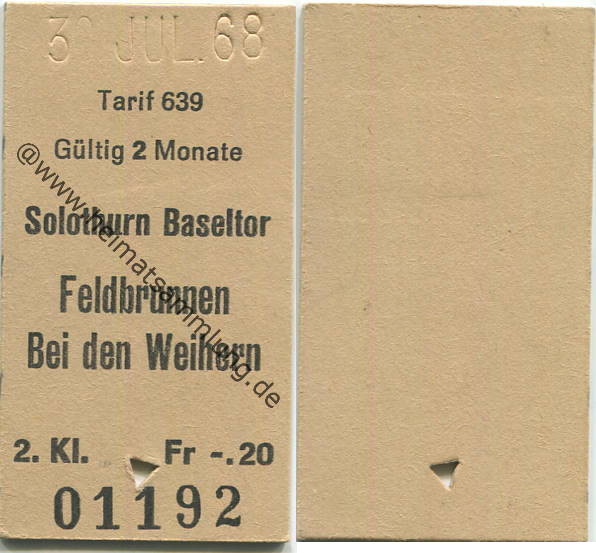 3° JUL.68
Tarif 639
Gültig 2 Monate
Solothurn Baseltor
Feldbrunnen
Bei den Weihern
2. Kl. Fr -.20
01192
@www.heimatsammlung.de